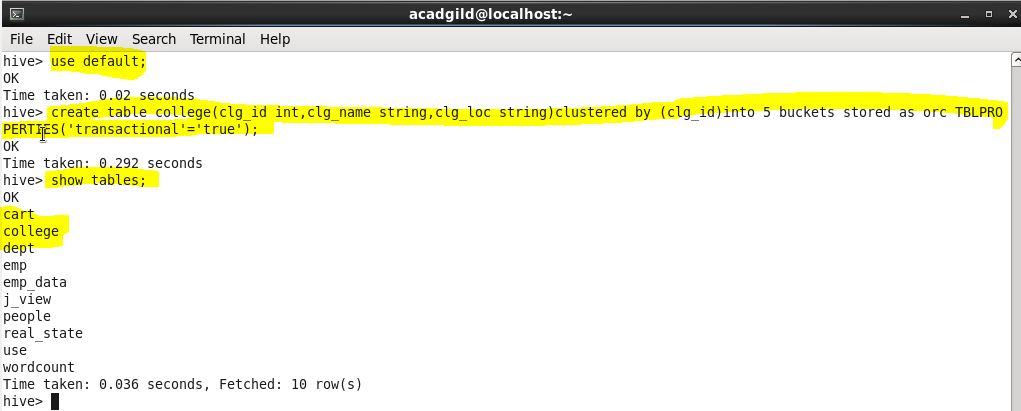 acadgild@localhost:~
File Edit View Search Terminal Help
hive> use default;
OK
Time taken: 0.02 seconds
hive> create table college(clg_id int,clg_name string,clg_loc string)clustered by (clg_id)into 5 buckets stored as orc TBLPRO
PERTIES('transactional'='true');
OK
Time taken: 0.292 seconds
hive> show tables;
OK
cart
college
dept
emp
emp_data
j_view
people
real_state
use
wordcount
Time taken: 0.036 seconds, Fetched: 10 row(s)
hive>